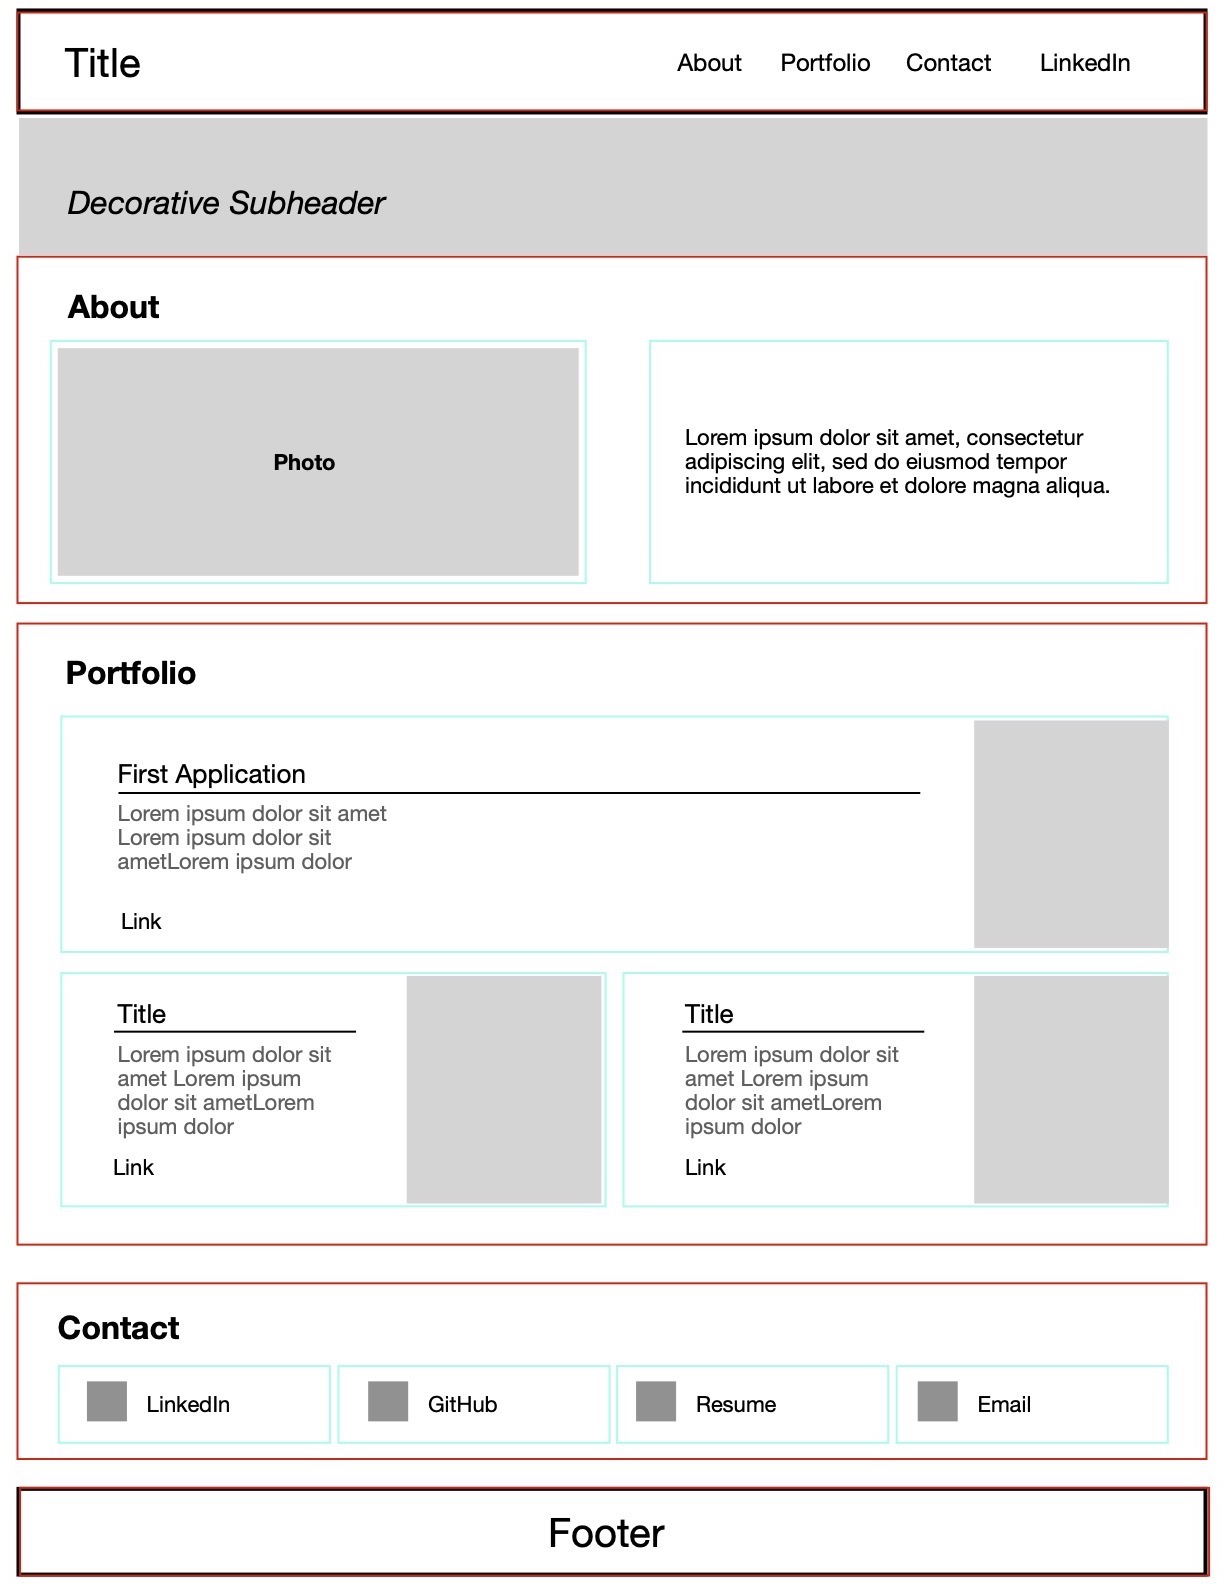 Title
About Portfolio Contact LinkedIn
Decorative Subheader
About
Photo
Lorem ipsum dolor sit amet, consectetur
adipiscing elit, sed do eiusmod tempor
incididunt ut labore et dolore magna aliqua.
Portfolio
First Application
Lorem ipsum dolor sit amet
Lorem ipsum dolor sit
ametLorem ipsum dolor
Link
Title
Lorem ipsum dolor sit
amet Lorem ipsum
dolor sit ametLorem
ipsum dolor
Link
Title
Lorem ipsum dolor sit
amet Lorem ipsum
dolor sit ametLorem
ipsum dolor
Link
Contact
LinkedIn
GitHub
Resume
Email
Footer